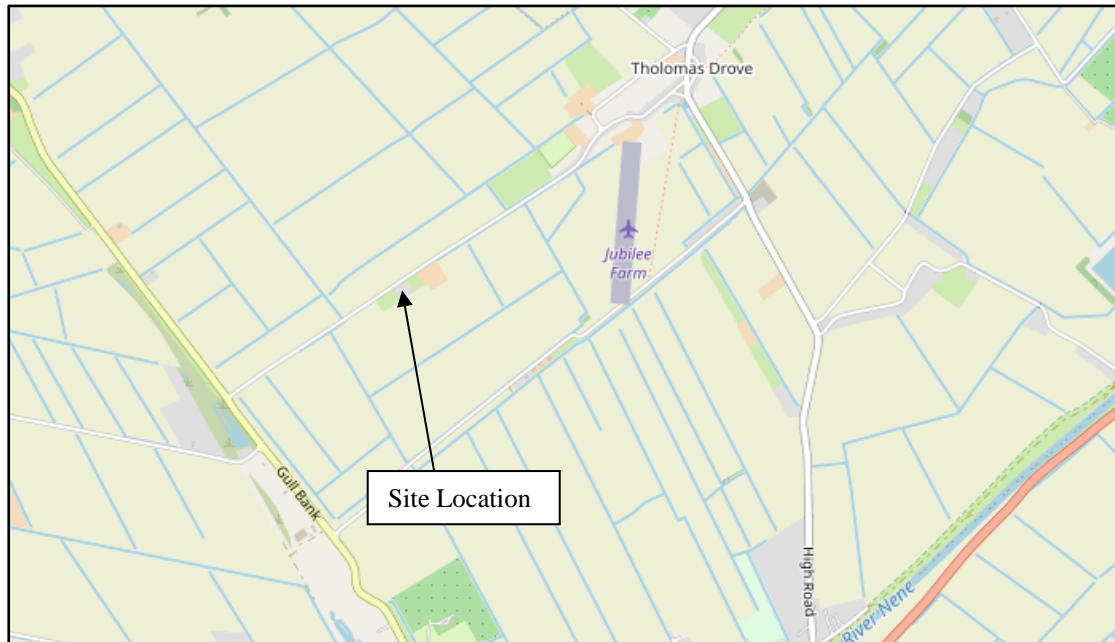 Tholomas Drove
Jubilee
Farm
Site Location
Gull Bank
High Road
River Nene